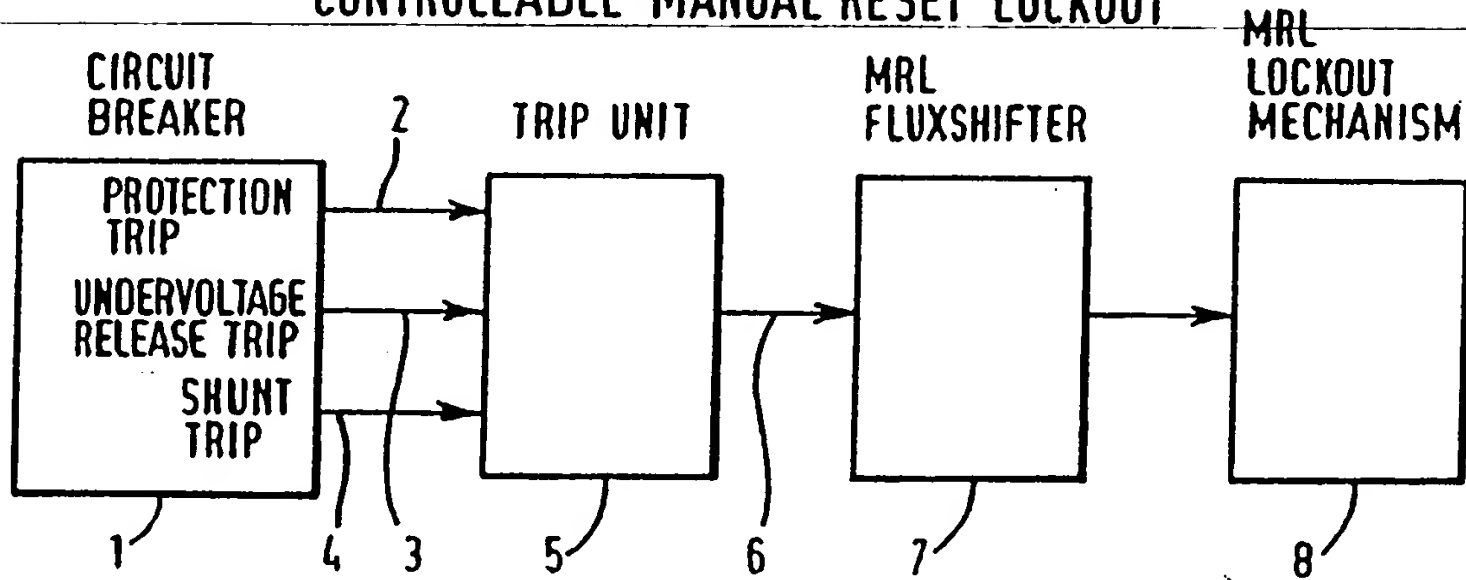 CONTROLLEABLE MANUAL RESET LOCKOUT
CIRCUIT
BREAKER
2
TRIP UNIT
MRL
FLUXSHIFTER
MRL
LOCKOUT
MECHANISM
PROTECTION
TRIP
UNDERVOLTAGE
RELEASE TRIP
SHUNT
TRIP
1
4
3
5
6
7
8